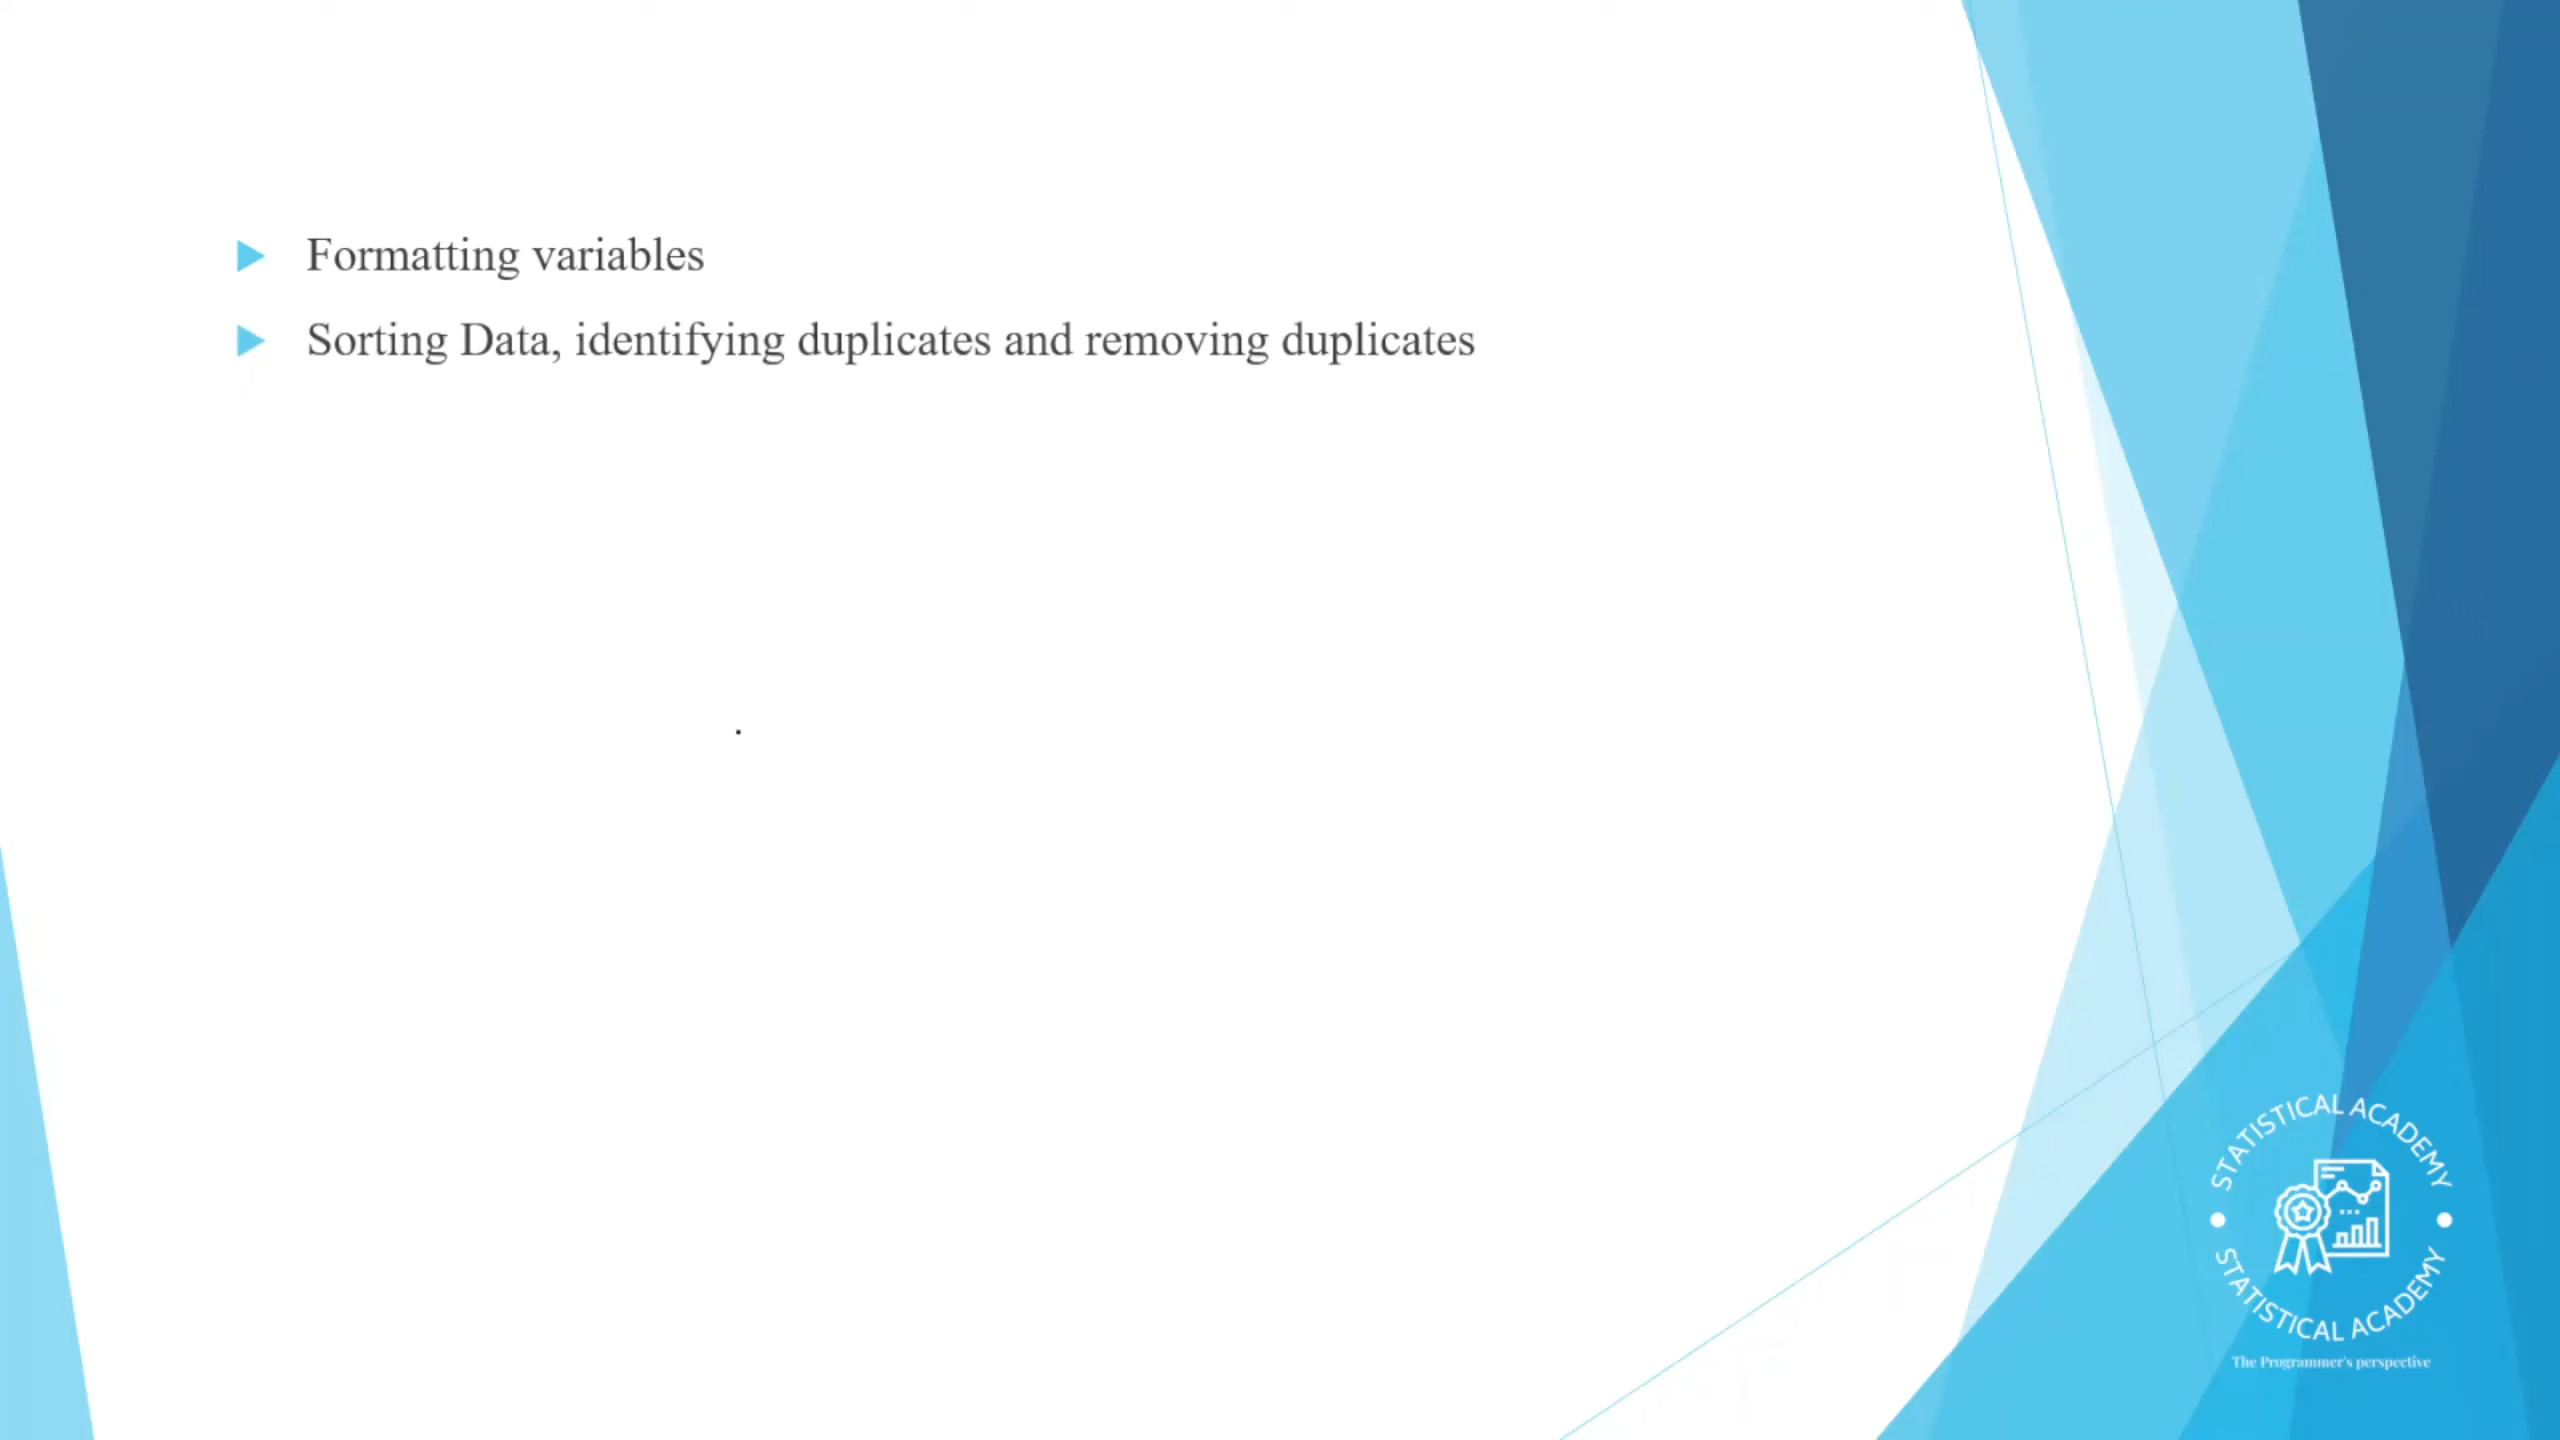 Formatting variables
Sorting Data, identifying duplicates and removing duplicates
.
STATISTICAL ACADEMY
STATISTICAL ACADEMY
The Programmer's perspective